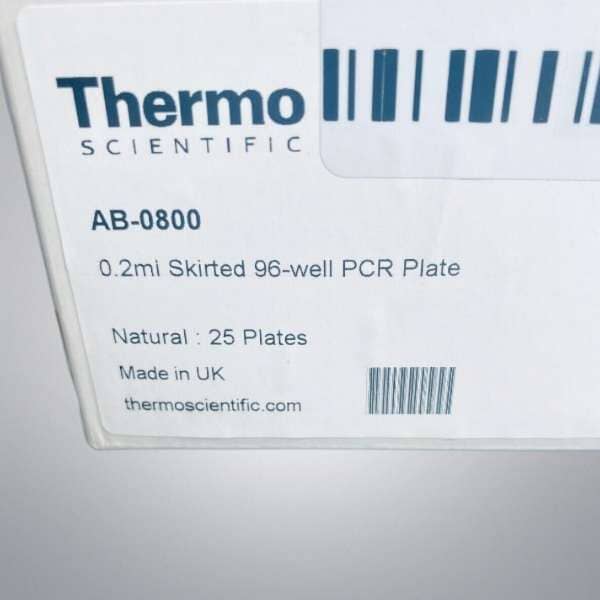 Thermo
SCIENTIFIC
AB-0800
0.2ml Skirted 96-well PCR Plate
Natural : 25 Plates
Made in UK
thermoscientific.com